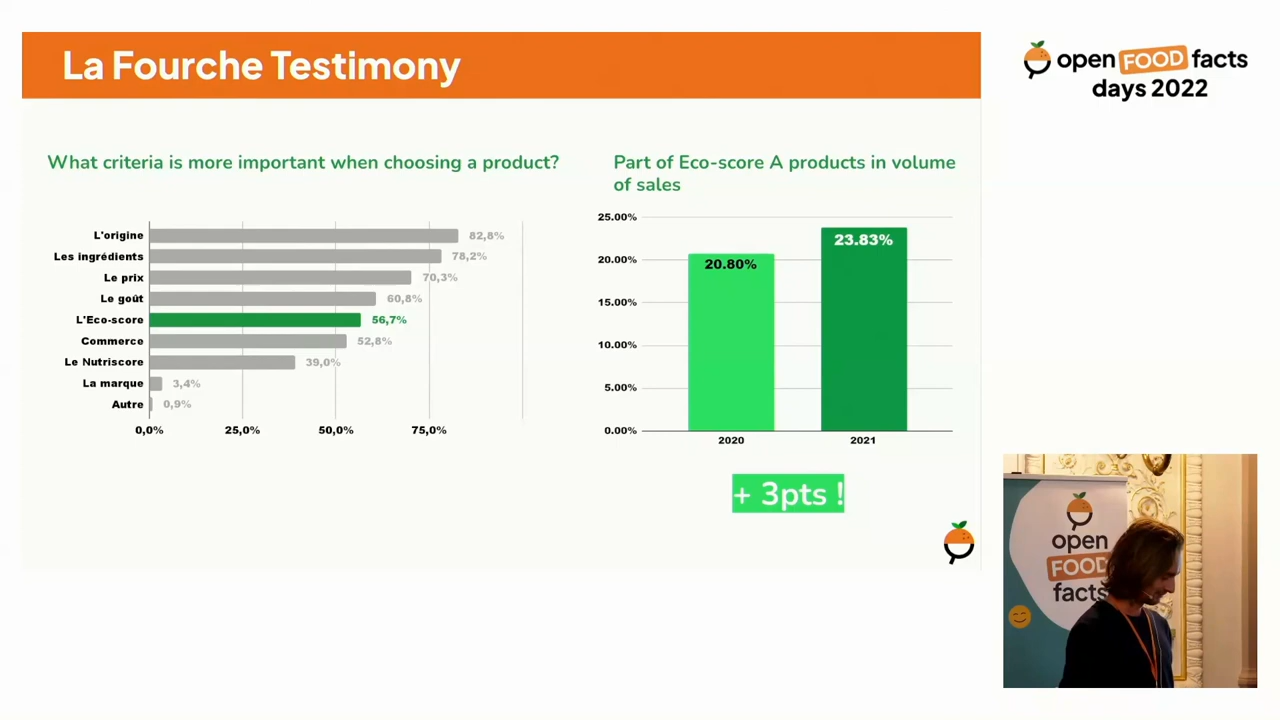 La Fourche Testimony
open FOOD facts
days 2022
What criteria is more important when choosing a product?
L'origine 82,8%
Les ingrédients 78,2%
Le prix 70,3%
Le goût 60,8%
L'Eco-score 56,7%
Commerce 52,8%
Le Nutriscore 39,0%
La marque 3,4%
Autre 0,9%
0,0% 25,0% 50,0% 75,0%
Part of Eco-score A products in volume
of sales
25.00%
20.00%
15.00%
10.00%
5.00%
0.00%
20.80%
23.83%
2020 2021
+ 3pts !
open
FOOD
facts